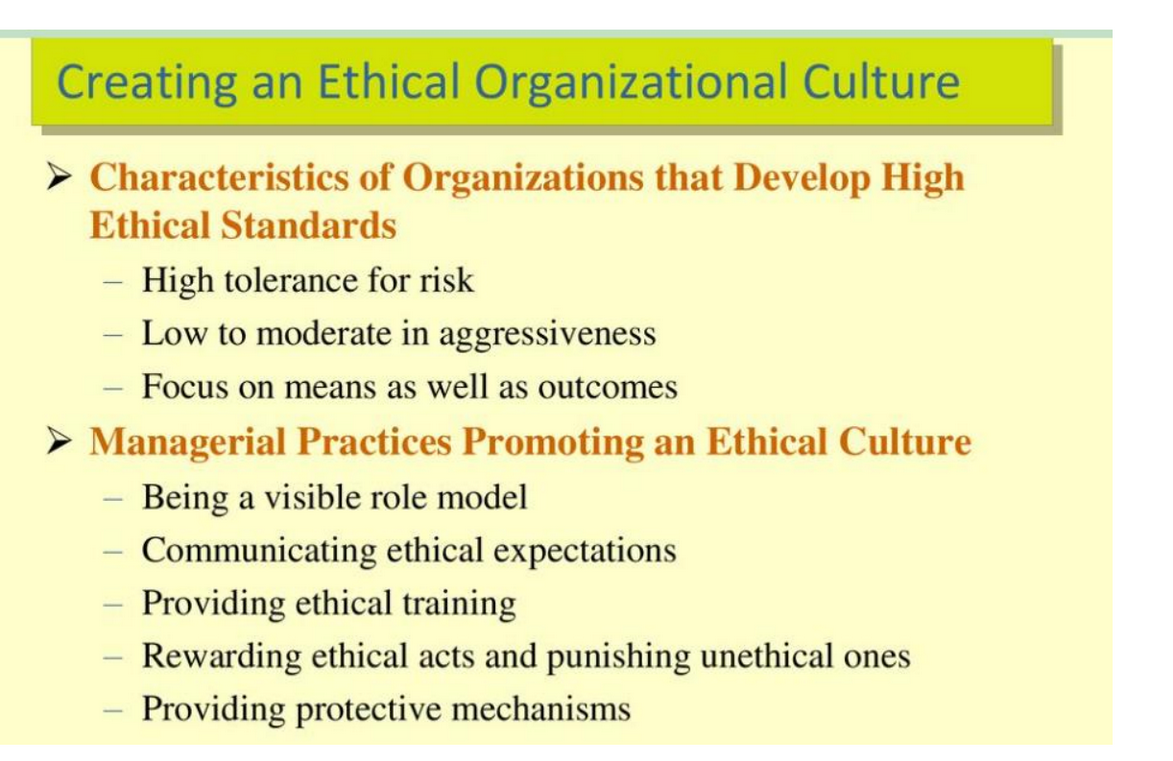 Creating an Ethical Organizational Culture
➢ Characteristics of Organizations that Develop High
Ethical Standards
– High tolerance for risk
– Low to moderate in aggressiveness
– Focus on means as well as outcomes
➢ Managerial Practices Promoting an Ethical Culture
– Being a visible role model
– Communicating ethical expectations
– Providing ethical training
– Rewarding ethical acts and punishing unethical ones
– Providing protective mechanisms